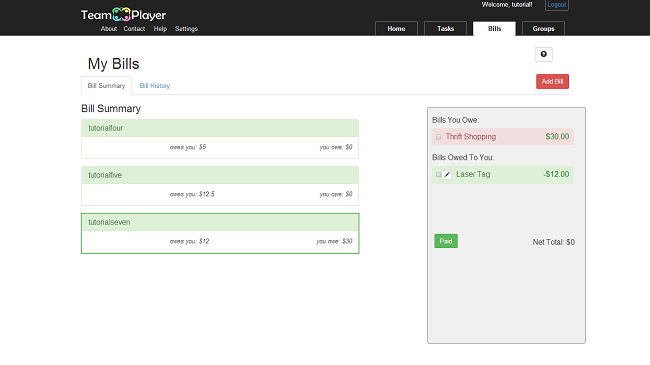 Welcome, tutorial! Logout
Team Player
About Contact Help Settings
Home Tasks Bills Groups
My Bills
Bill Summary Bill History
Add Bill
Bill Summary
tutorialfour
owes you: $5 you owe: $0
tutorialfive
owes you: $12.5 you owe: $0
tutorialseven
owes you: $12 you owe: $30
Bills You Owe:
Thrift Shopping $30.00
Bills Owed To You:
Laser Tag -$12.00
Paid Net Total: $0